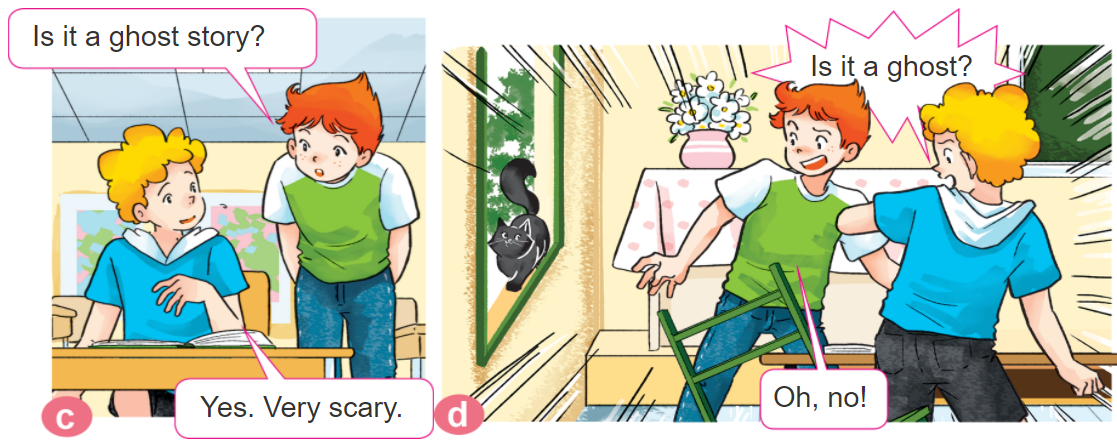 Is it a ghost story?
Yes. Very scary.
c
Is it a ghost?
Oh, no!
d